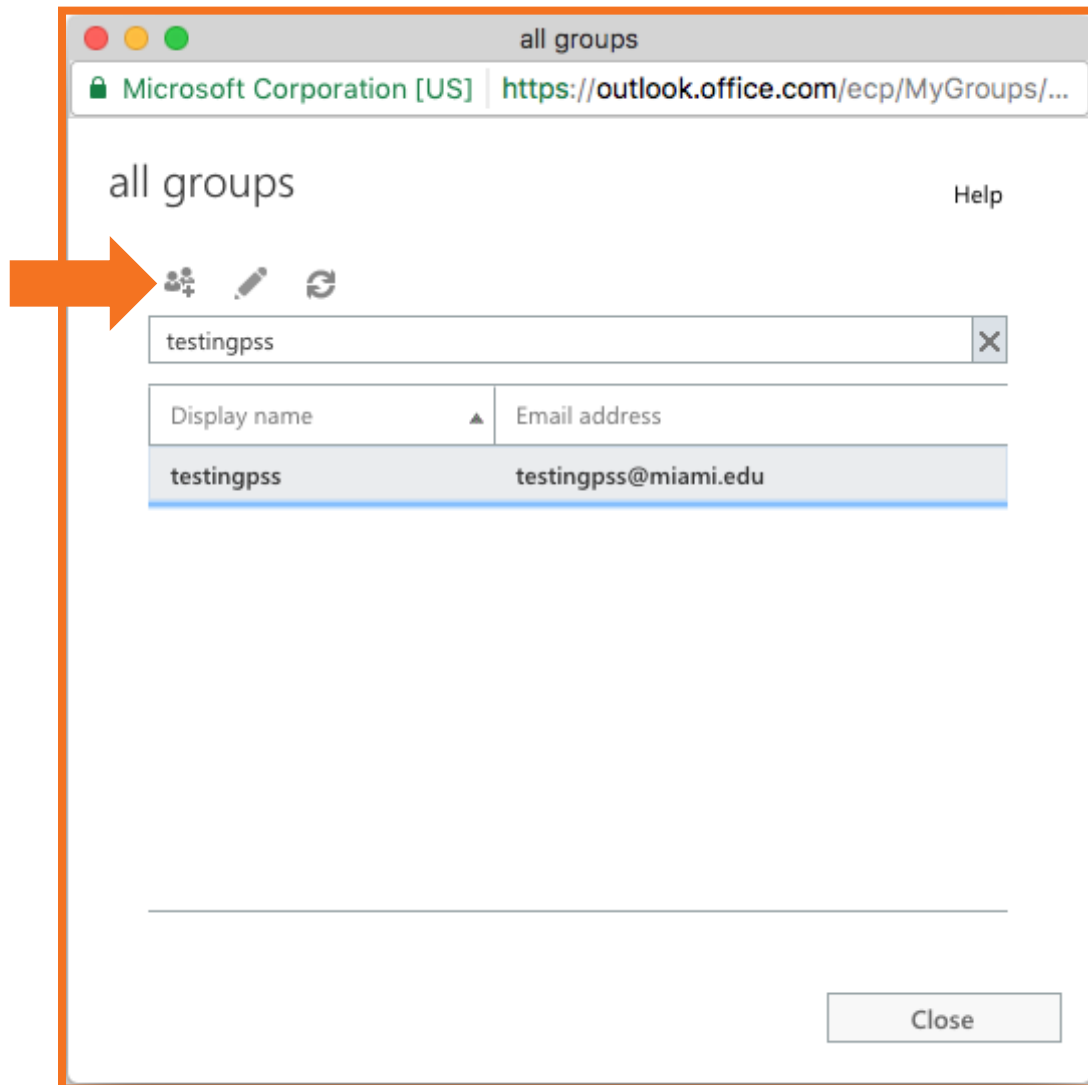 all groups
Microsoft Corporation [US] https://outlook.office.com/ecp/MyGroups/...
all groups
Help
testingpss
Display name Email address
testingpss testingpss@miami.edu
Close